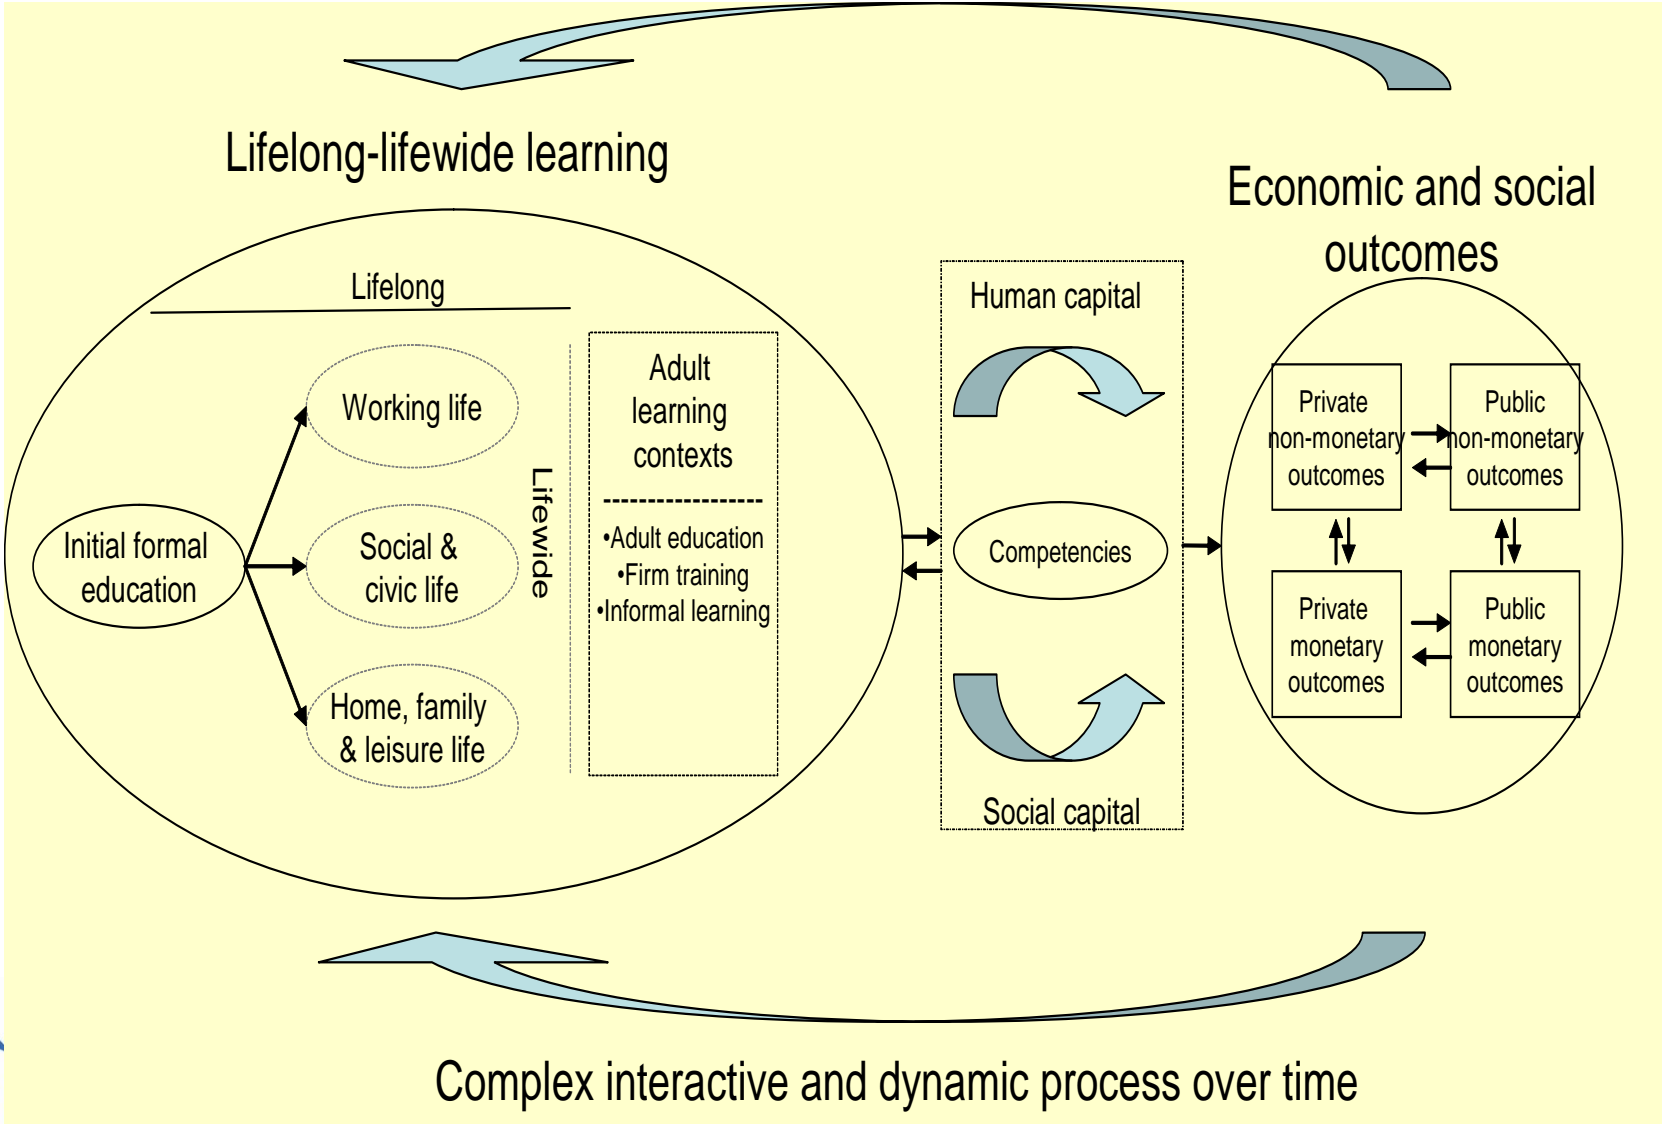 Lifelong-lifewide learning
Economic and social
outcomes
Lifelong
Working life
Social &
civic life
Home, family
& leisure life
Initial formal
education
Lifewide
Adult
learning
contexts
------------------
•Adult education
•Firm training
•Informal learning
Human capital
Competencies
Social capital
Private
non-monetary
outcomes
Public
non-monetary
outcomes
Private
monetary
outcomes
Public
monetary
outcomes
Complex interactive and dynamic process over time